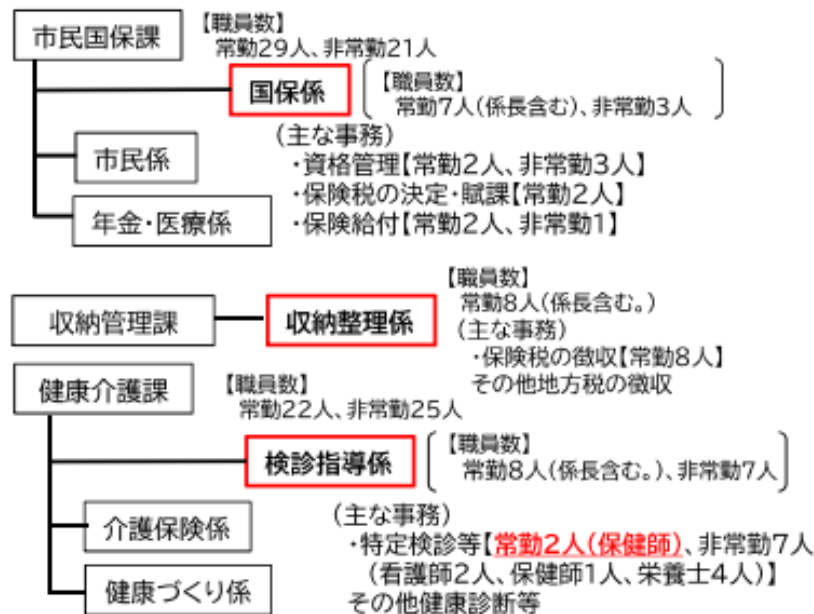 市民国保課
【職員数】
常勤29人、非常勤21人
国保係
【職員数】
常勤7人(係長含む)、非常勤3人
(主な事務)
・資格管理【常勤2人、非常勤3人】
・保険税の決定・賦課【常勤2人】
・保険給付【常勤2人、非常勤1】
市民係
年金・医療係
収納管理課
収納整理係
【職員数】
常勤8人(係長含む。)
(主な事務)
・保険税の徴収【常勤8人】
その他地方税の徴収
健康介護課
【職員数】
常勤22人、非常勤25人
検診指導係
【職員数】
常勤8人(係長含む。)、非常勤7人
介護保険係
健康づくり係
(主な事務)
・特定検診等【常勤2人(保健師)、非常勤7人
(看護師2人、保健師1人、栄養士4人)】
その他健康診断等